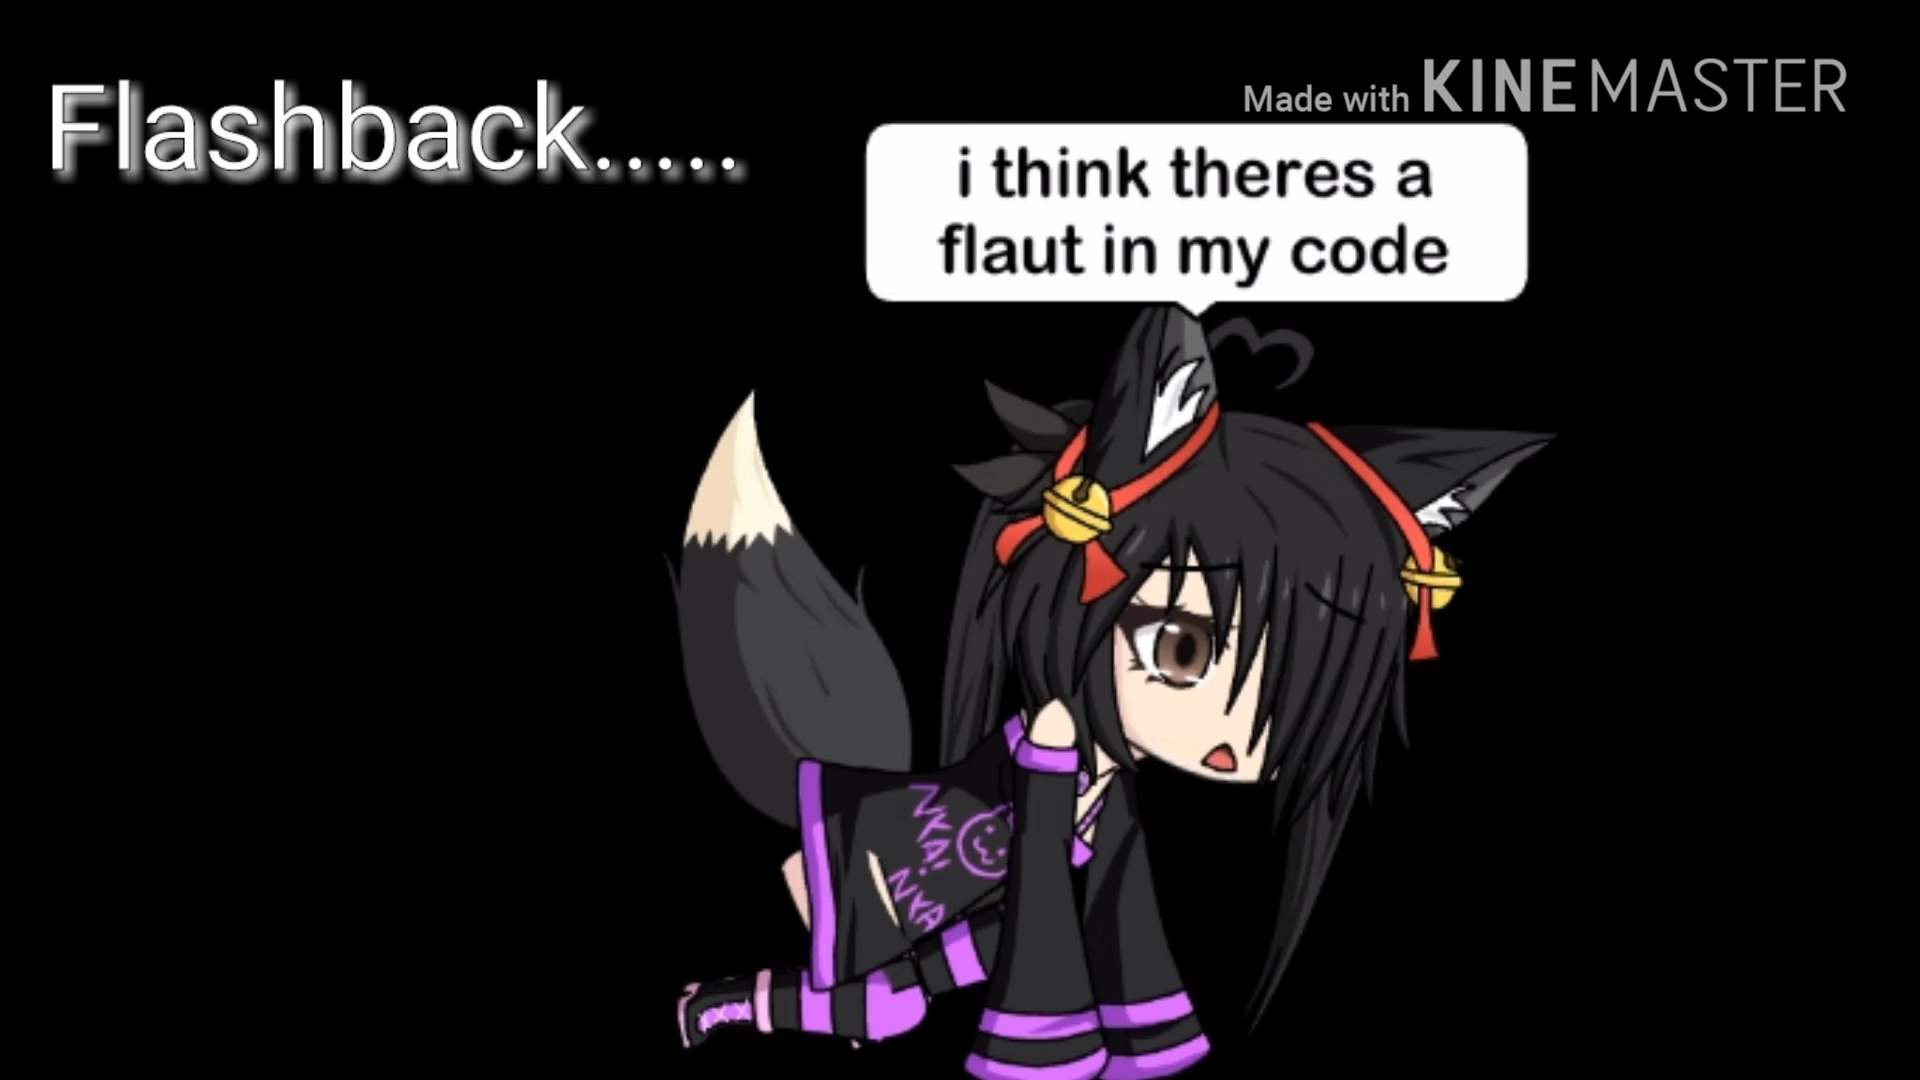 Flashback.....
Made with KINEMASTER
i think theres a
flaut in my code